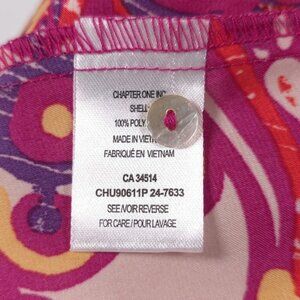 CHAPTER ONE INC
SHELL
100% POLY
MADE IN VIETN
FABRIQUÉ EN VIETNAM
CA 34514
CHU90611P 24-7633
SEE/VOIR REVERSE
FOR CARE / POUR LAVAGE